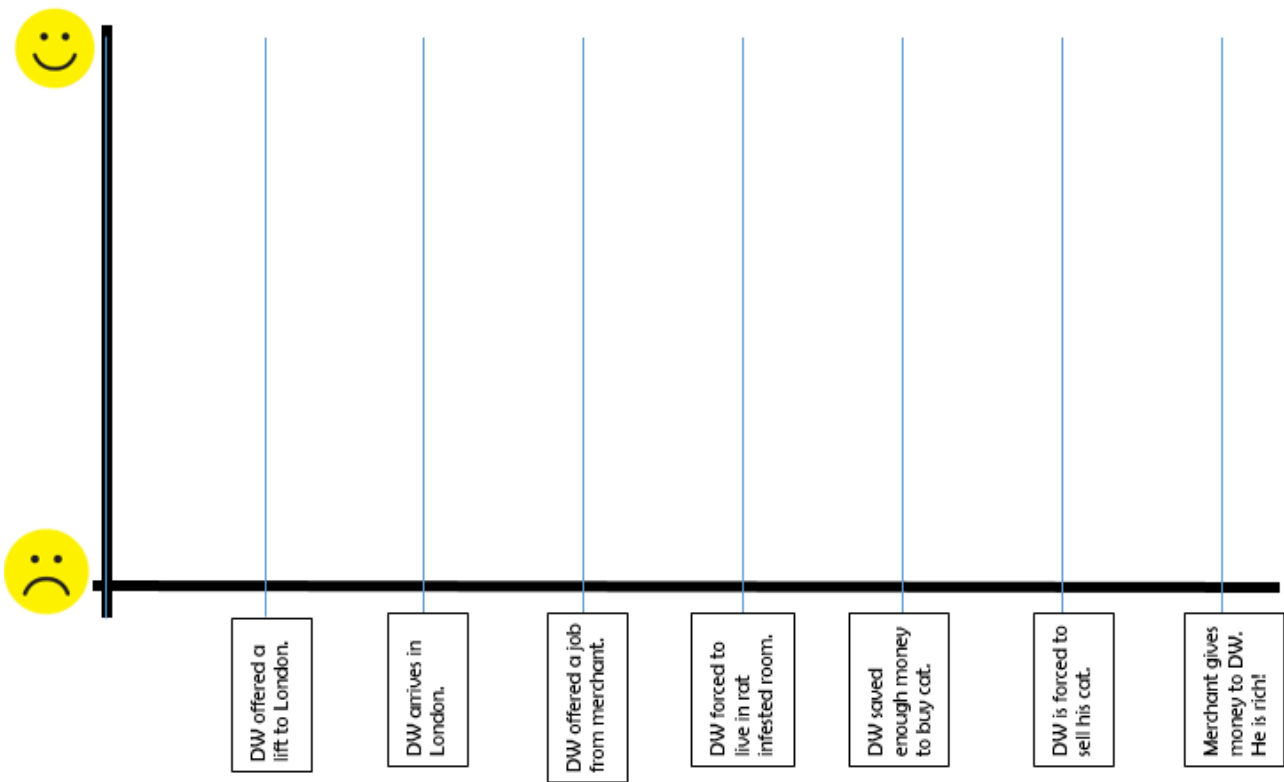 DW offered a
lift to London.
DW arrives in
London.
DW offered a job
from merchant.
DW forced to
live in rat
infested room.
DW saved
enough money
to buy cat.
DW is forced to
sell his cat.
Merchant gives
money to DW.
He is rich!